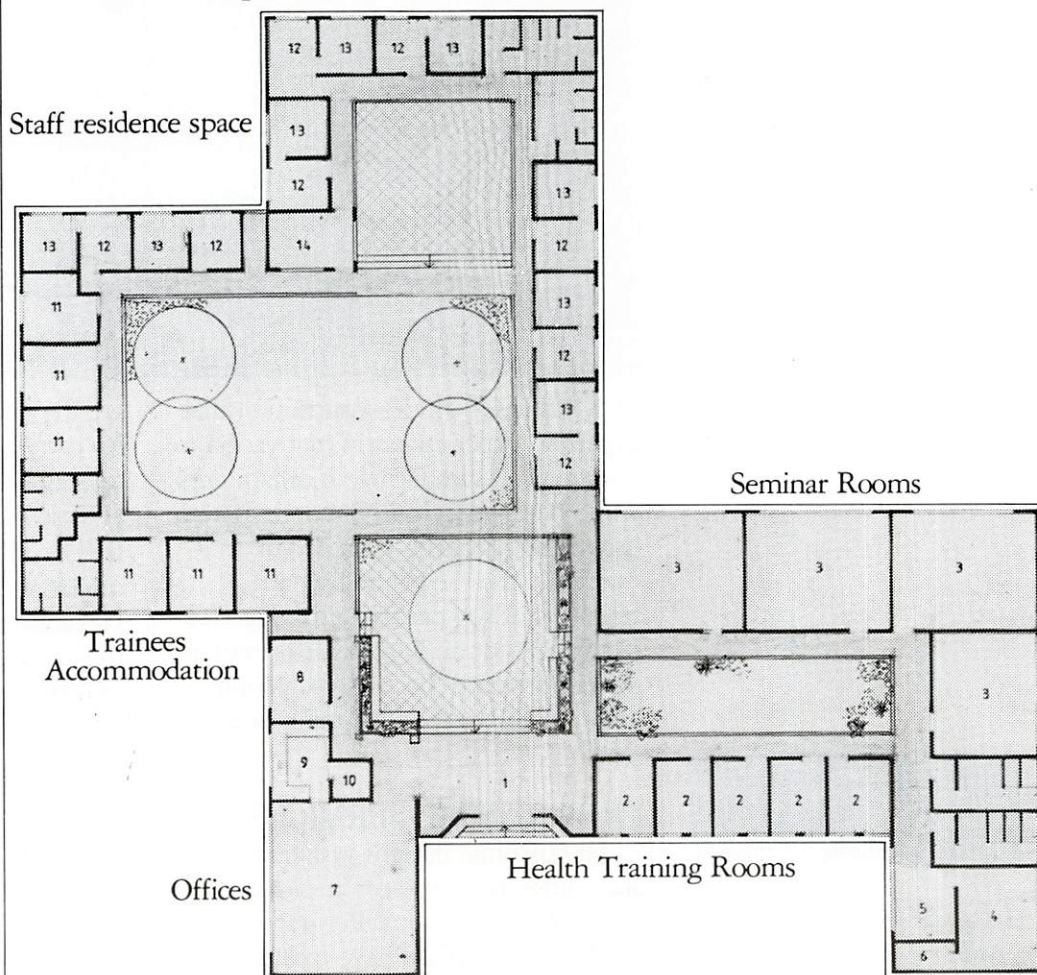 12 13 12 13
Staff residence space
13
12
13
12
13 12 13 12 14
11
13
12
11
13
11
12
Seminar Rooms
11 11 11
3 3 3
Trainees
Accommodation
8
3
9
10
1
2 2 2 2 2
Health Training Rooms
Offices
7
5
4
6